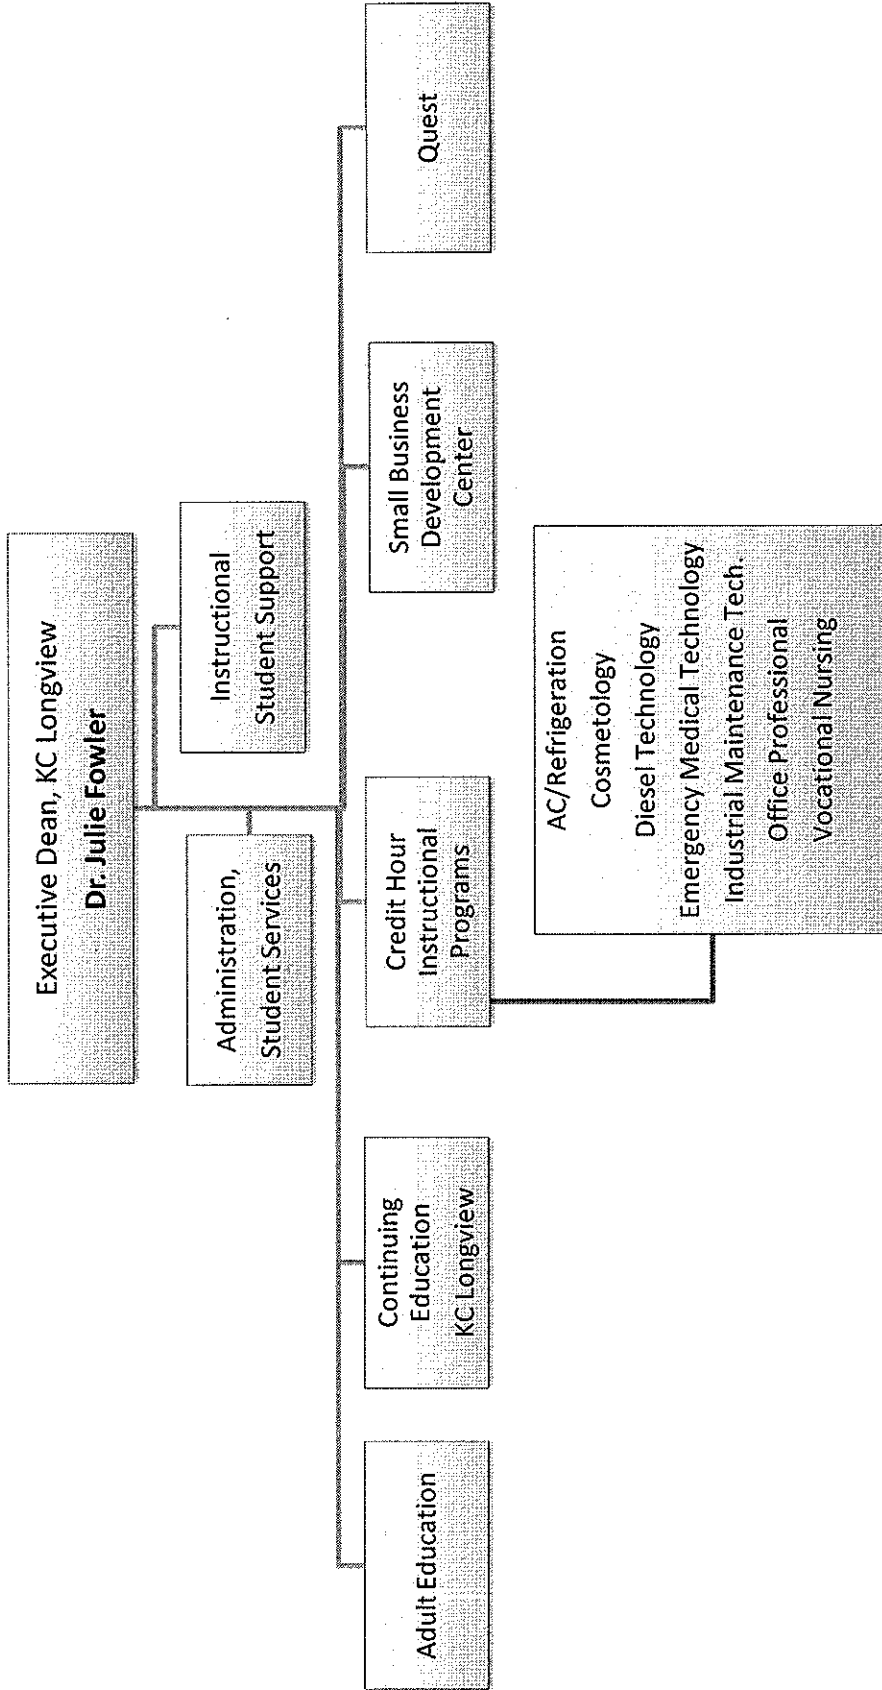 Executive Dean, KC Longview
Dr. Julie Fowler
Administration,
Student Services
Instructional
Student Support
Adult Education
Continuing
Education
KC Longview
Credit Hour
Instructional
Programs
Small Business
Development
Center
Quest
AC/Refrigeration
Cosmetology
Diesel Technology
Emergency Medical Technology
Industrial Maintenance Tech.
Office Professional
Vocational Nursing